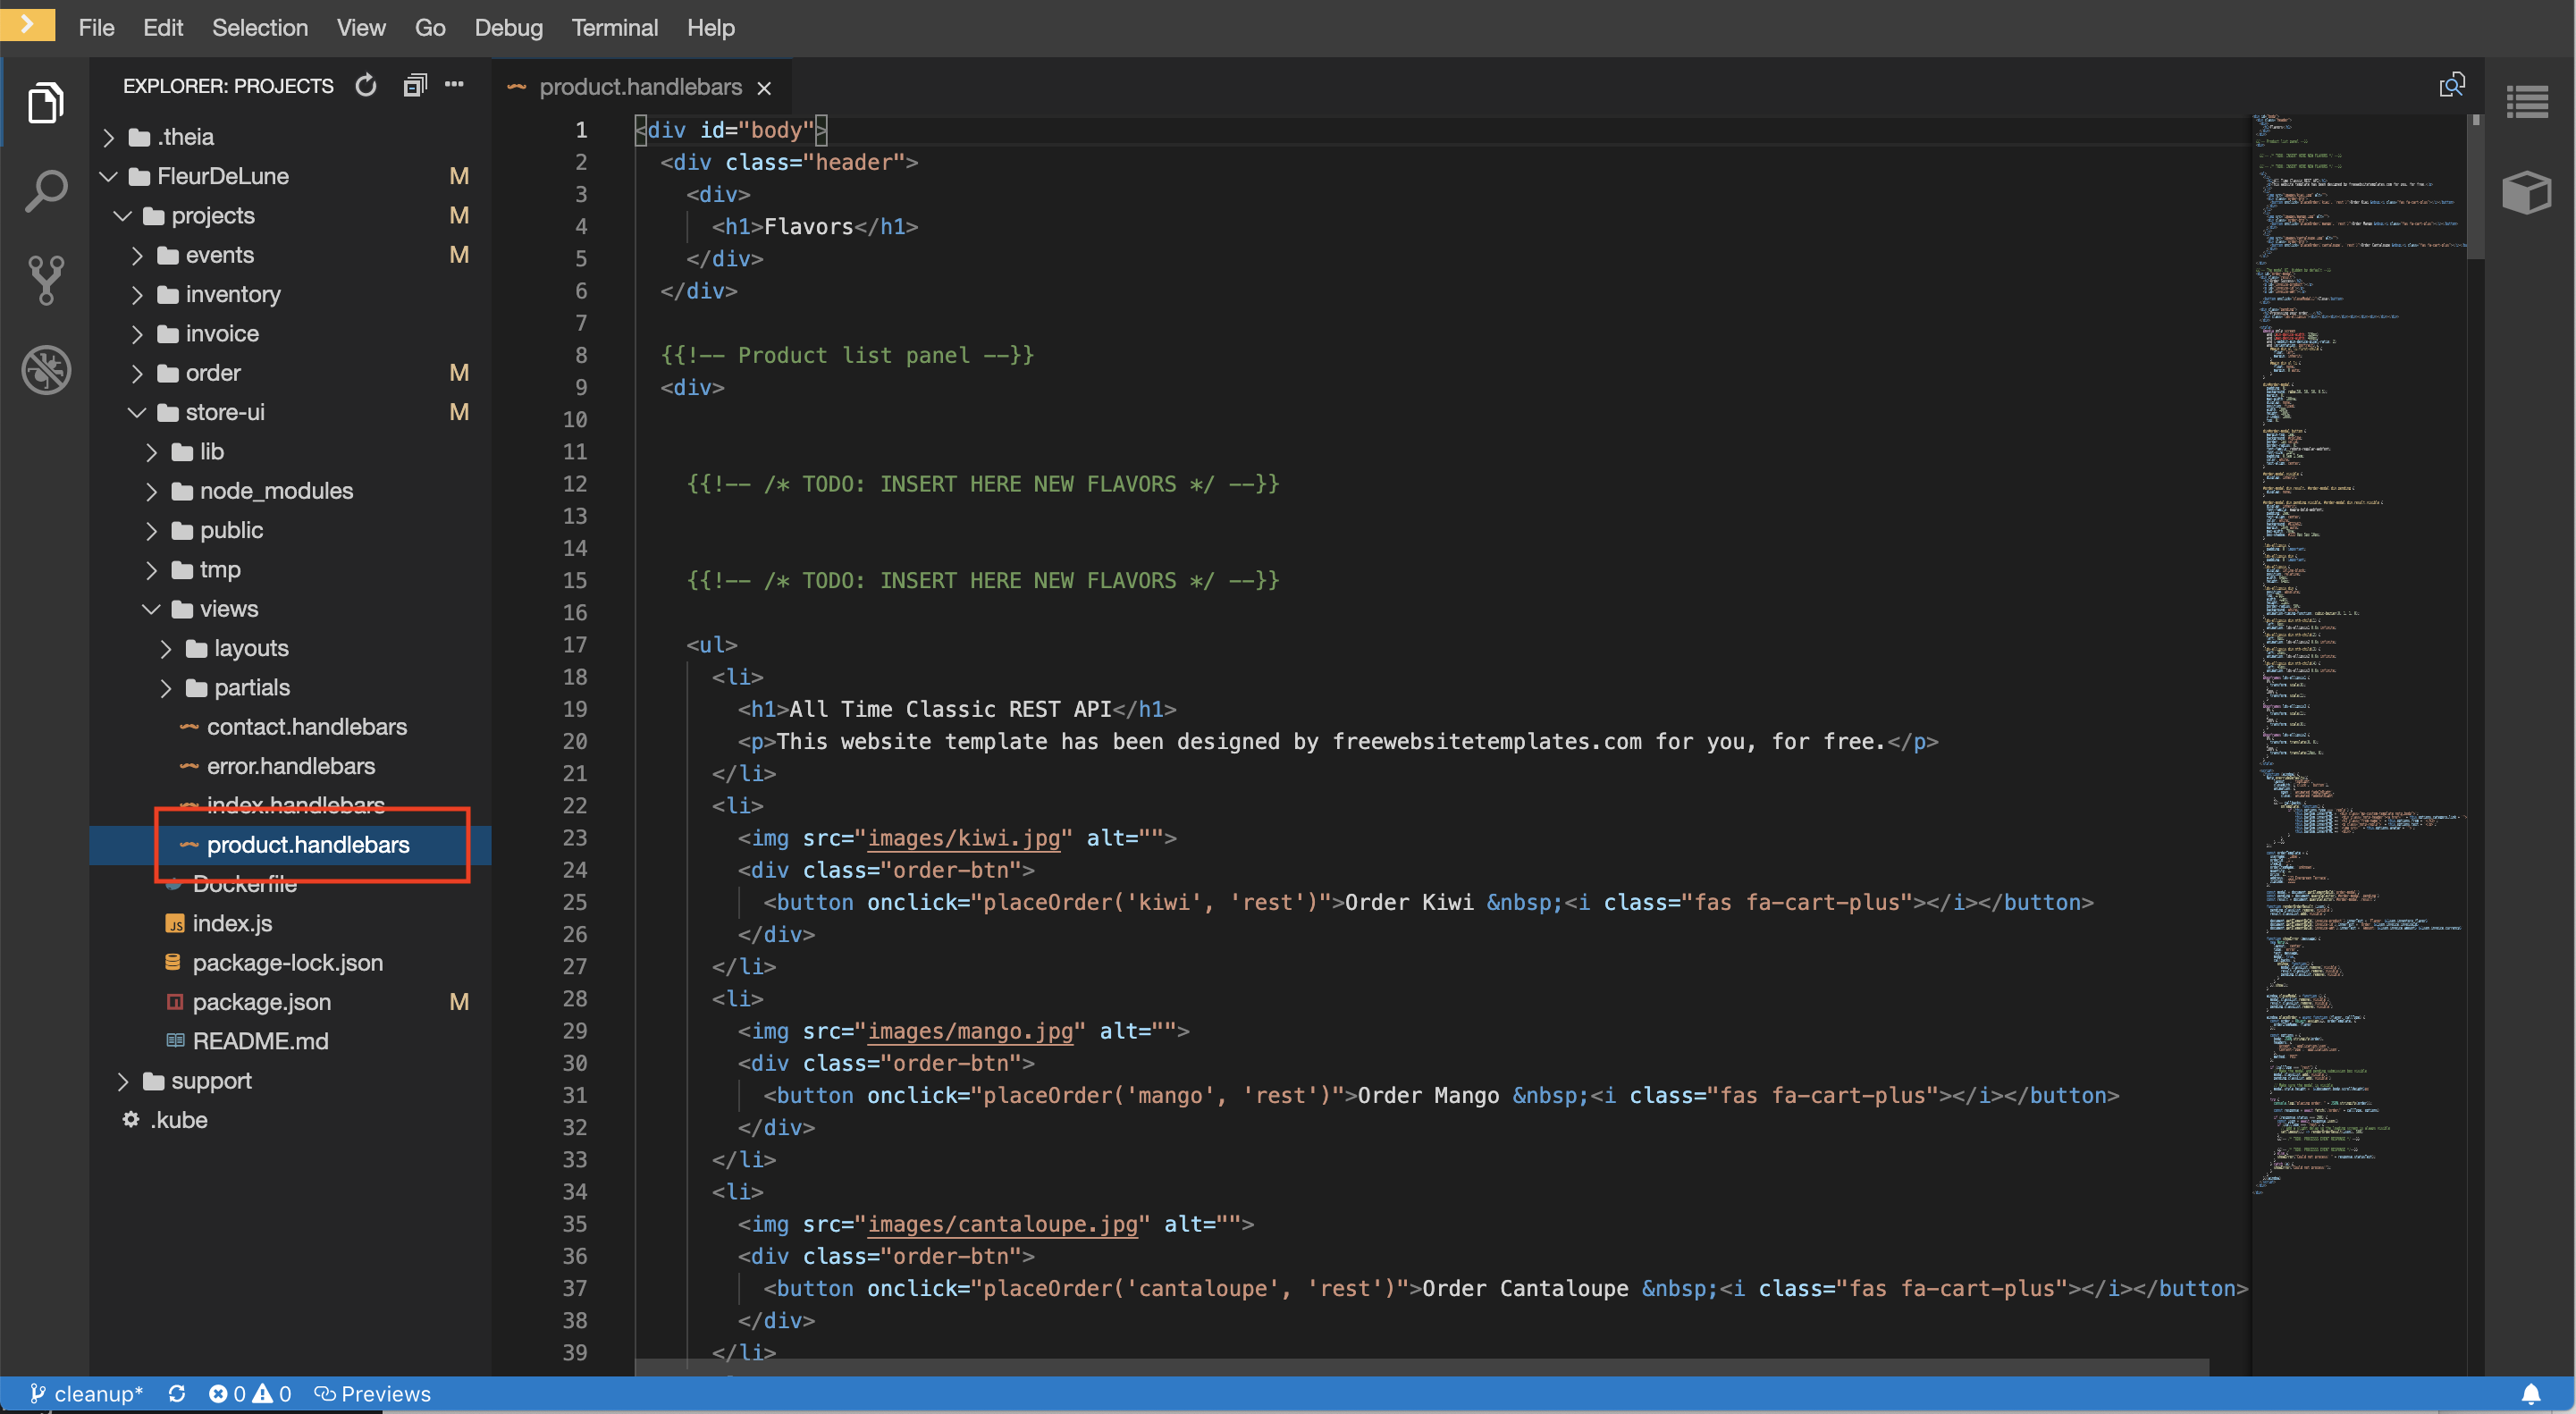 File Edit Selection View Go Debug Terminal Help
EXPLORER: PROJECTS
.theia
FleurDeLune M
projects M
events M
inventory
invoice
order M
store-ui M
lib
node_modules
public
tmp
views
layouts
partials
contact.handlebars
error.handlebars
index.handlebars
product.handlebars
Dockerfile
index.js
package-lock.json
package.json M
README.md
support
.kube
product.handlebars
1 <div id="body">
2 <div class="header">
3 <div>
4 <h1>Flavors</h1>
5 </div>
6 </div>
7
8 {{!-- Product list panel --}}
9 <div>
10
11
12 {{!-- /* TODO: INSERT HERE NEW FLAVORS */ --}}
13
14
15 {{!-- /* TODO: INSERT HERE NEW FLAVORS */ --}}
16
17 <ul>
18 <li>
19 <h1>All Time Classic REST API</h1>
20 <p>This website template has been designed by freewebsitetemplates.com for you, for free.</p>
21 </li>
22 <li>
23 <img src="images/kiwi.jpg" alt="">
24 <div class="order-btn">
25 <button onclick="placeOrder('kiwi', 'rest')">Order Kiwi &nbsp;<i class="fas fa-cart-plus"></i></button>
26 </div>
27 </li>
28 <li>
29 <img src="images/mango.jpg" alt="">
30 <div class="order-btn">
31 <button onclick="placeOrder('mango', 'rest')">Order Mango &nbsp;<i class="fas fa-cart-plus"></i></button>
32 </div>
33 </li>
34 <li>
35 <img src="images/cantaloupe.jpg" alt="">
36 <div class="order-btn">
37 <button onclick="placeOrder('cantaloupe', 'rest')">Order Cantaloupe &nbsp;<i class="fas fa-cart-plus"></i></button>
38 </div>
39 </li>
cleanup* 0 0 Previews